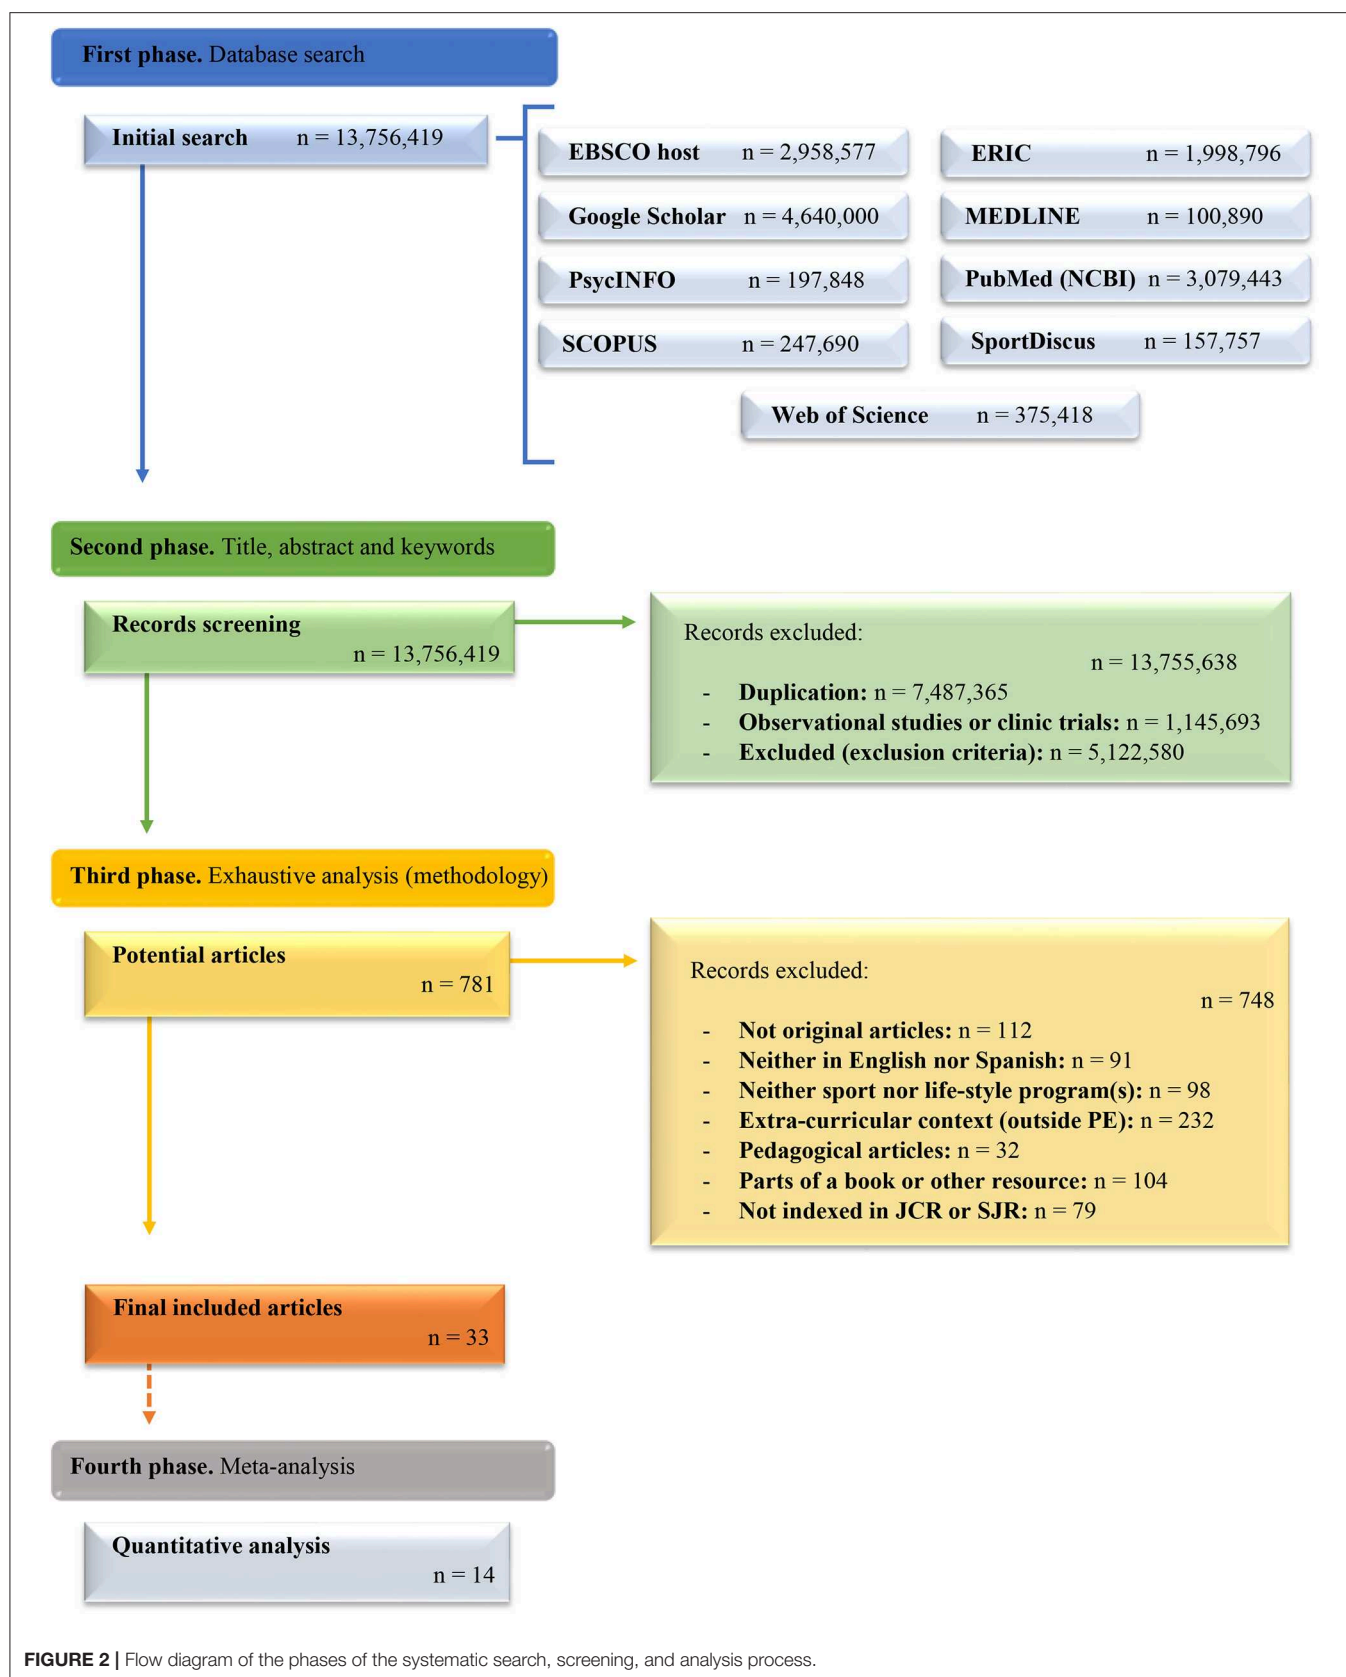 First phase. Database search
Initial search n = 13,756,419
EBSCO host n = 2,958,577
ERIC n = 1,998,796
Google Scholar n = 4,640,000
MEDLINE n = 100,890
PsycINFO n = 197,848
PubMed (NCBI) n = 3,079,443
SCOPUS n = 247,690
SportDiscus n = 157,757
Web of Science n = 375,418
Second phase. Title, abstract and keywords
Records screening
n = 13,756,419
Records excluded:
n = 13,755,638
- Duplication: n = 7,487,365
- Observational studies or clinic trials: n = 1,145,693
- Excluded (exclusion criteria): n = 5,122,580
Third phase. Exhaustive analysis (methodology)
Potential articles
n = 781
Records excluded:
n = 748
- Not original articles: n = 112
- Neither in English nor Spanish: n = 91
- Neither sport nor life-style program(s): n = 98
- Extra-curricular context (outside PE): n = 232
- Pedagogical articles: n = 32
- Parts of a book or other resource: n = 104
- Not indexed in JCR or SJR: n = 79
Final included articles
n = 33
Fourth phase. Meta-analysis
Quantitative analysis
n = 14
FIGURE 2 | Flow diagram of the phases of the systematic search, screening, and analysis process.